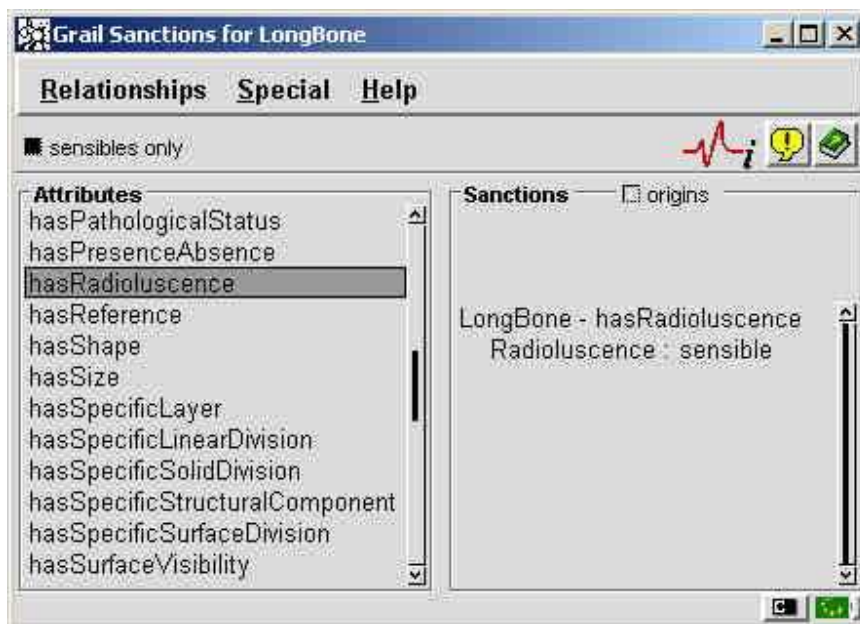 Grail Sanctions for LongBone
Relationships Special Help
sensibles only
i
Attributes
hasPathologicalStatus
hasPresenceAbsence
hasRadioluscence
hasReference
hasShape
hasSize
hasSpecificLayer
hasSpecificLinearDivision
hasSpecificSolidDivision
hasSpecificStructuralComponent
hasSpecificSurfaceDivision
hasSurfaceVisibility
Sanctions origins
LongBone - hasRadioluscence
Radioluscence : sensible